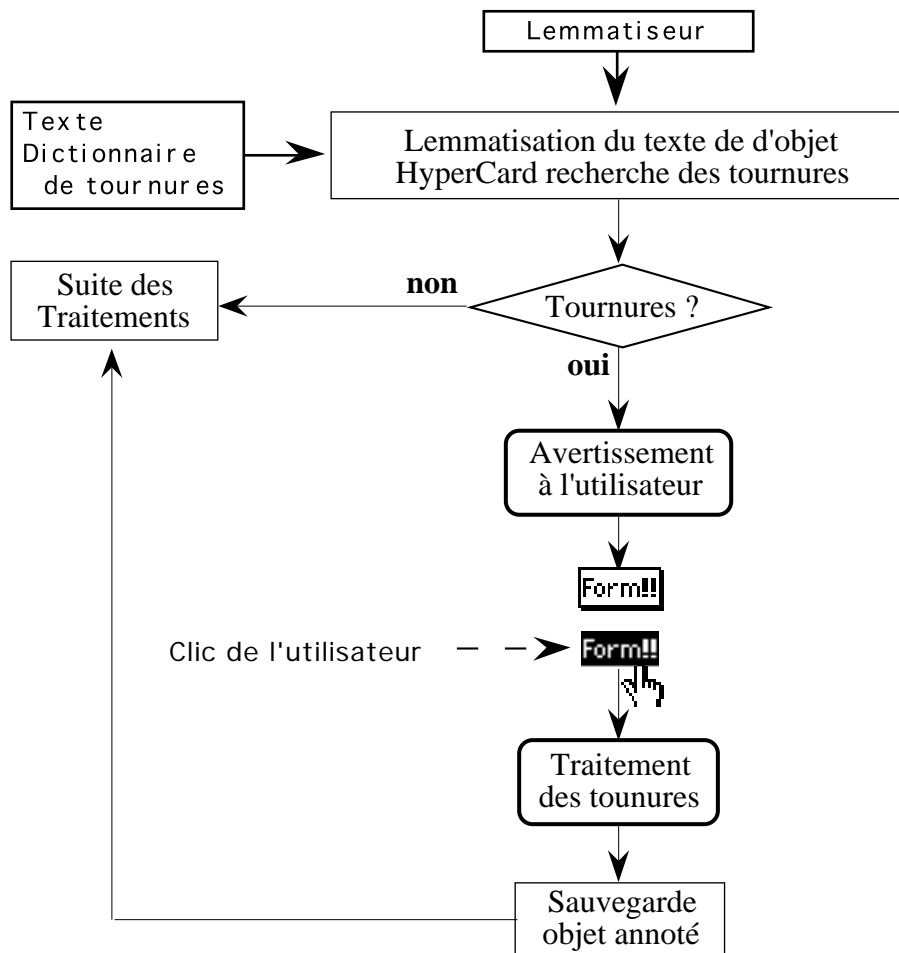 Lemmatiseur
Texte
Dictionnaire
de tournures
Lemmatisation du texte de d'objet
HyperCard recherche des tournures
Suite des
Traitements
non
Tournures ?
oui
Avertissement
à l'utilisateur
Form!!
Clic de l'utilisateur
Form!!
Traitement
des tounures
Sauvegarde
objet annoté